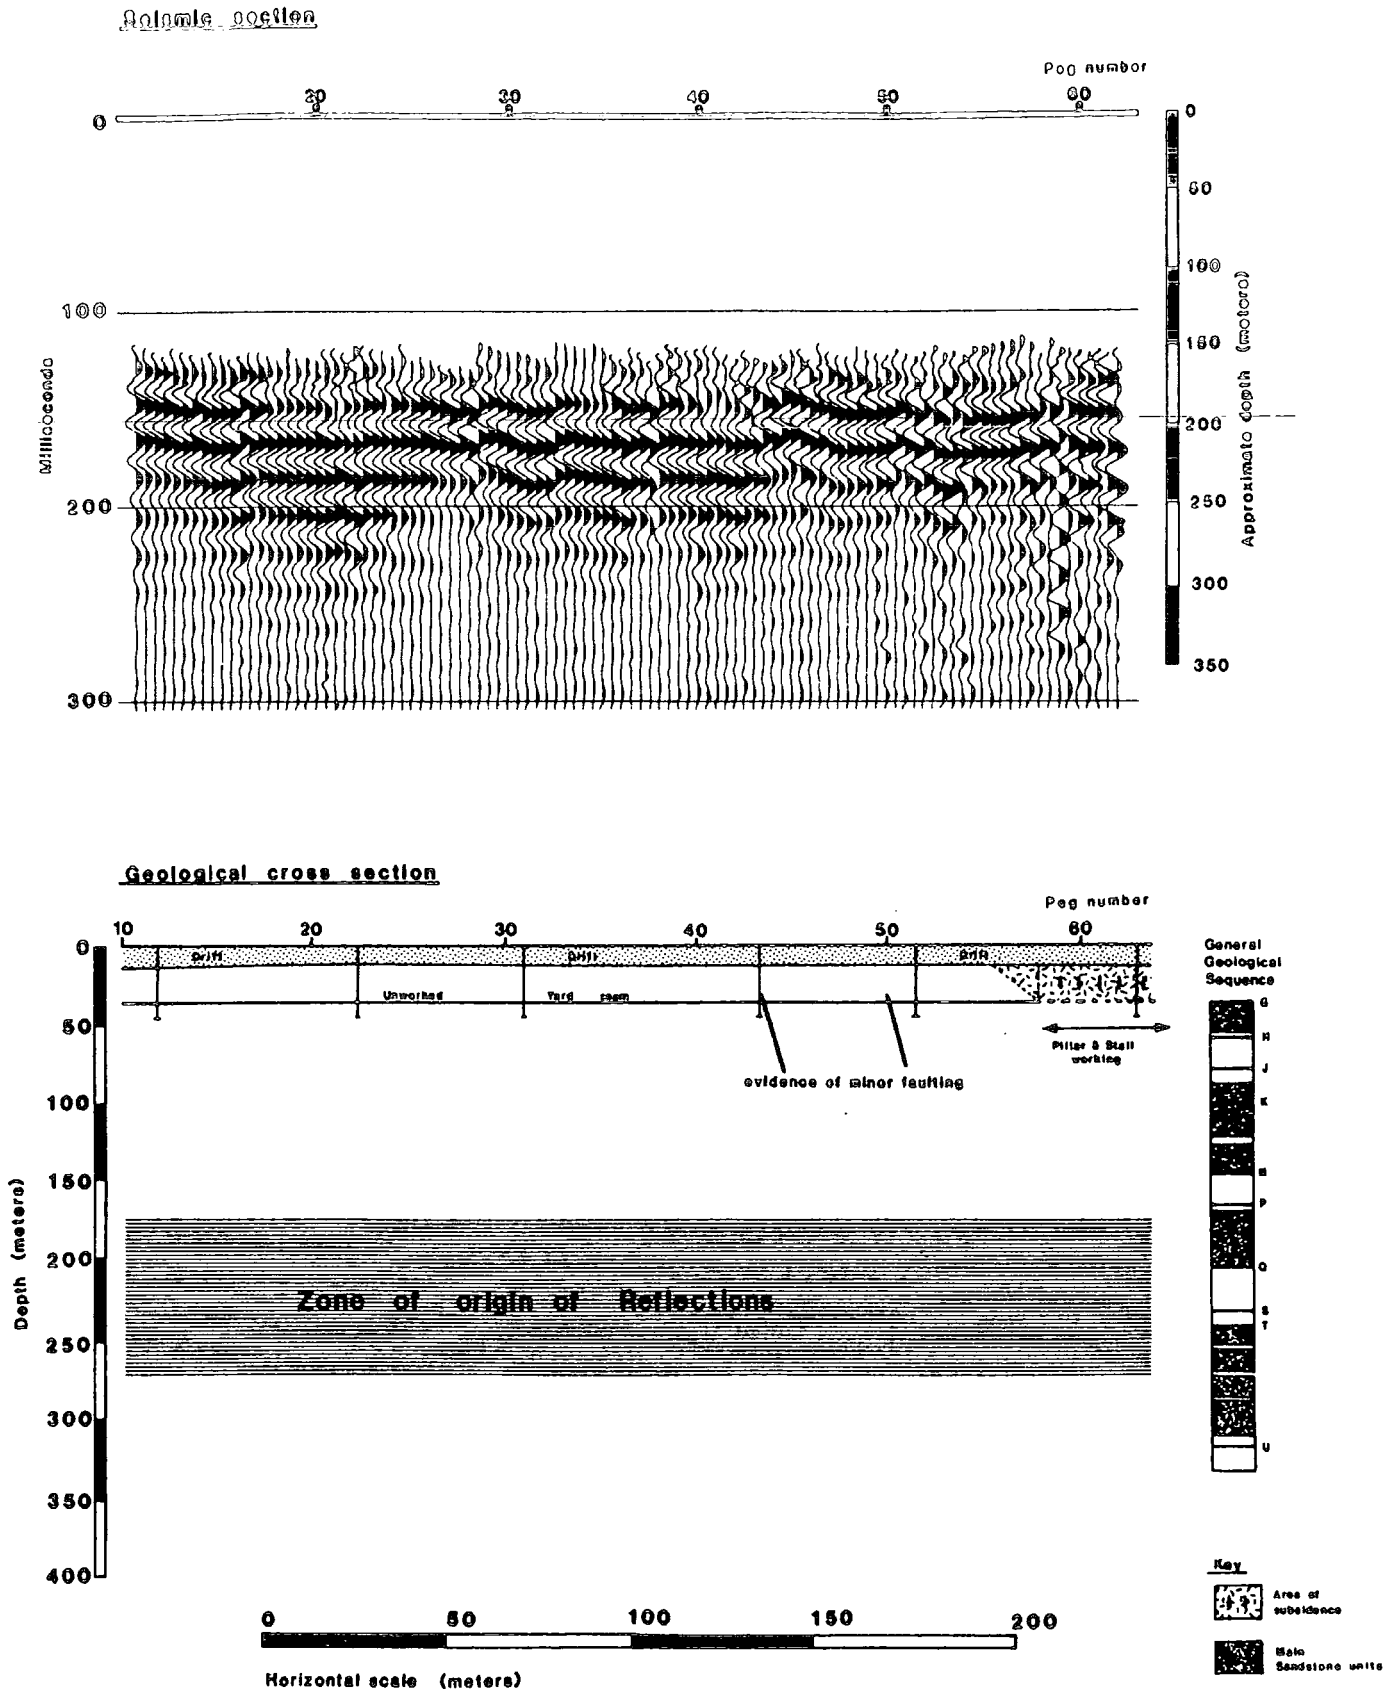 Seismic section
Peg number
20 30 40 50 60
0
100
200
300
Milliseconds
0
50
100
150
200
250
300
350
Approximate depth (meters)
Geological cross section
Peg number
10 20 30 40 50 60
Drift Drift Drift
Unworked Yard seam
Pillar & Stall
working
evidence of minor faulting
0
50
100
150
200
250
300
350
400
Depth (meters)
Zone of origin of Reflections
General
Geological
Sequence
G
H
J
K
P
Q
S
T
U
Key
Area of
subsidence
Main
Sandstone units
0 50 100 150 200
Horizontal scale (meters)